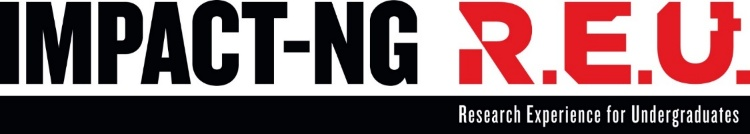 IMPACT-NG R.E.U.
Research Experience for Undergraduates